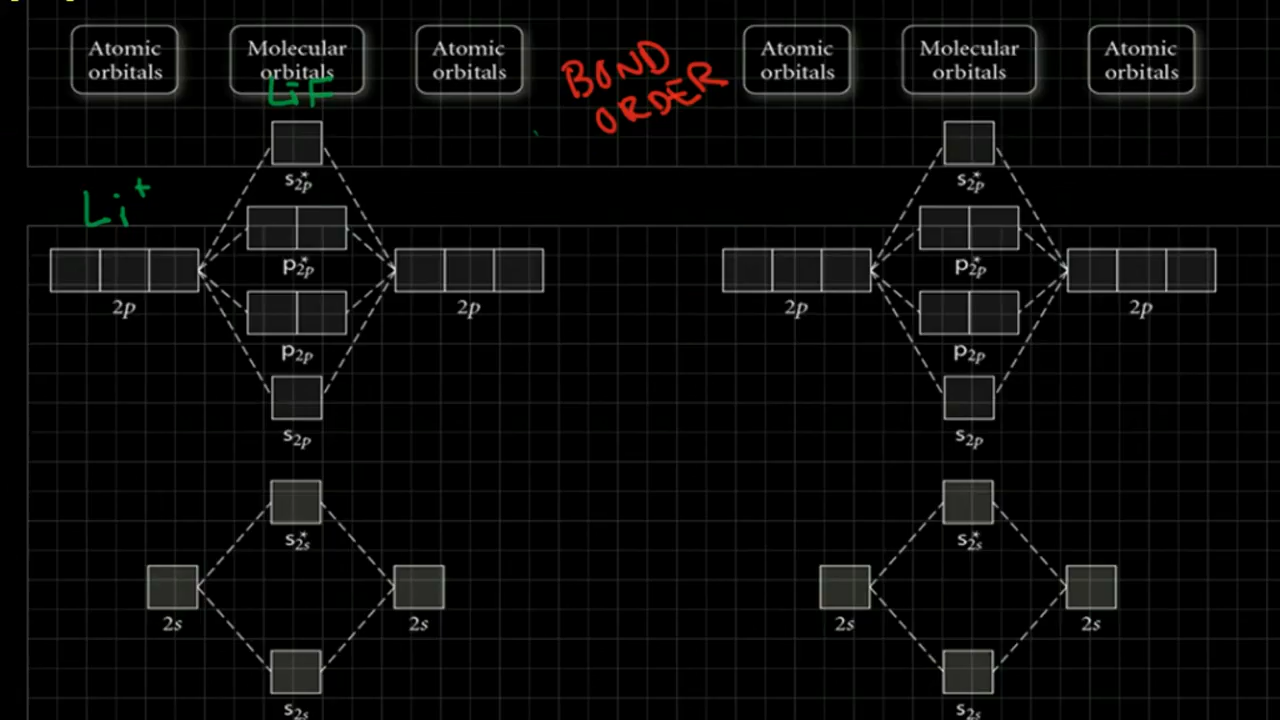 Atomic orbitals
Molecular orbitals
Atomic orbitals
BOND ORDER
Atomic orbitals
Molecular orbitals
Atomic orbitals
LiF
Li+
s*2p
s*2p
p*2p
p*2p
2p
2p
2p
2p
p2p
p2p
s2p
s2p
s*2s
s*2s
2s
2s
2s
2s
s2s
s2s